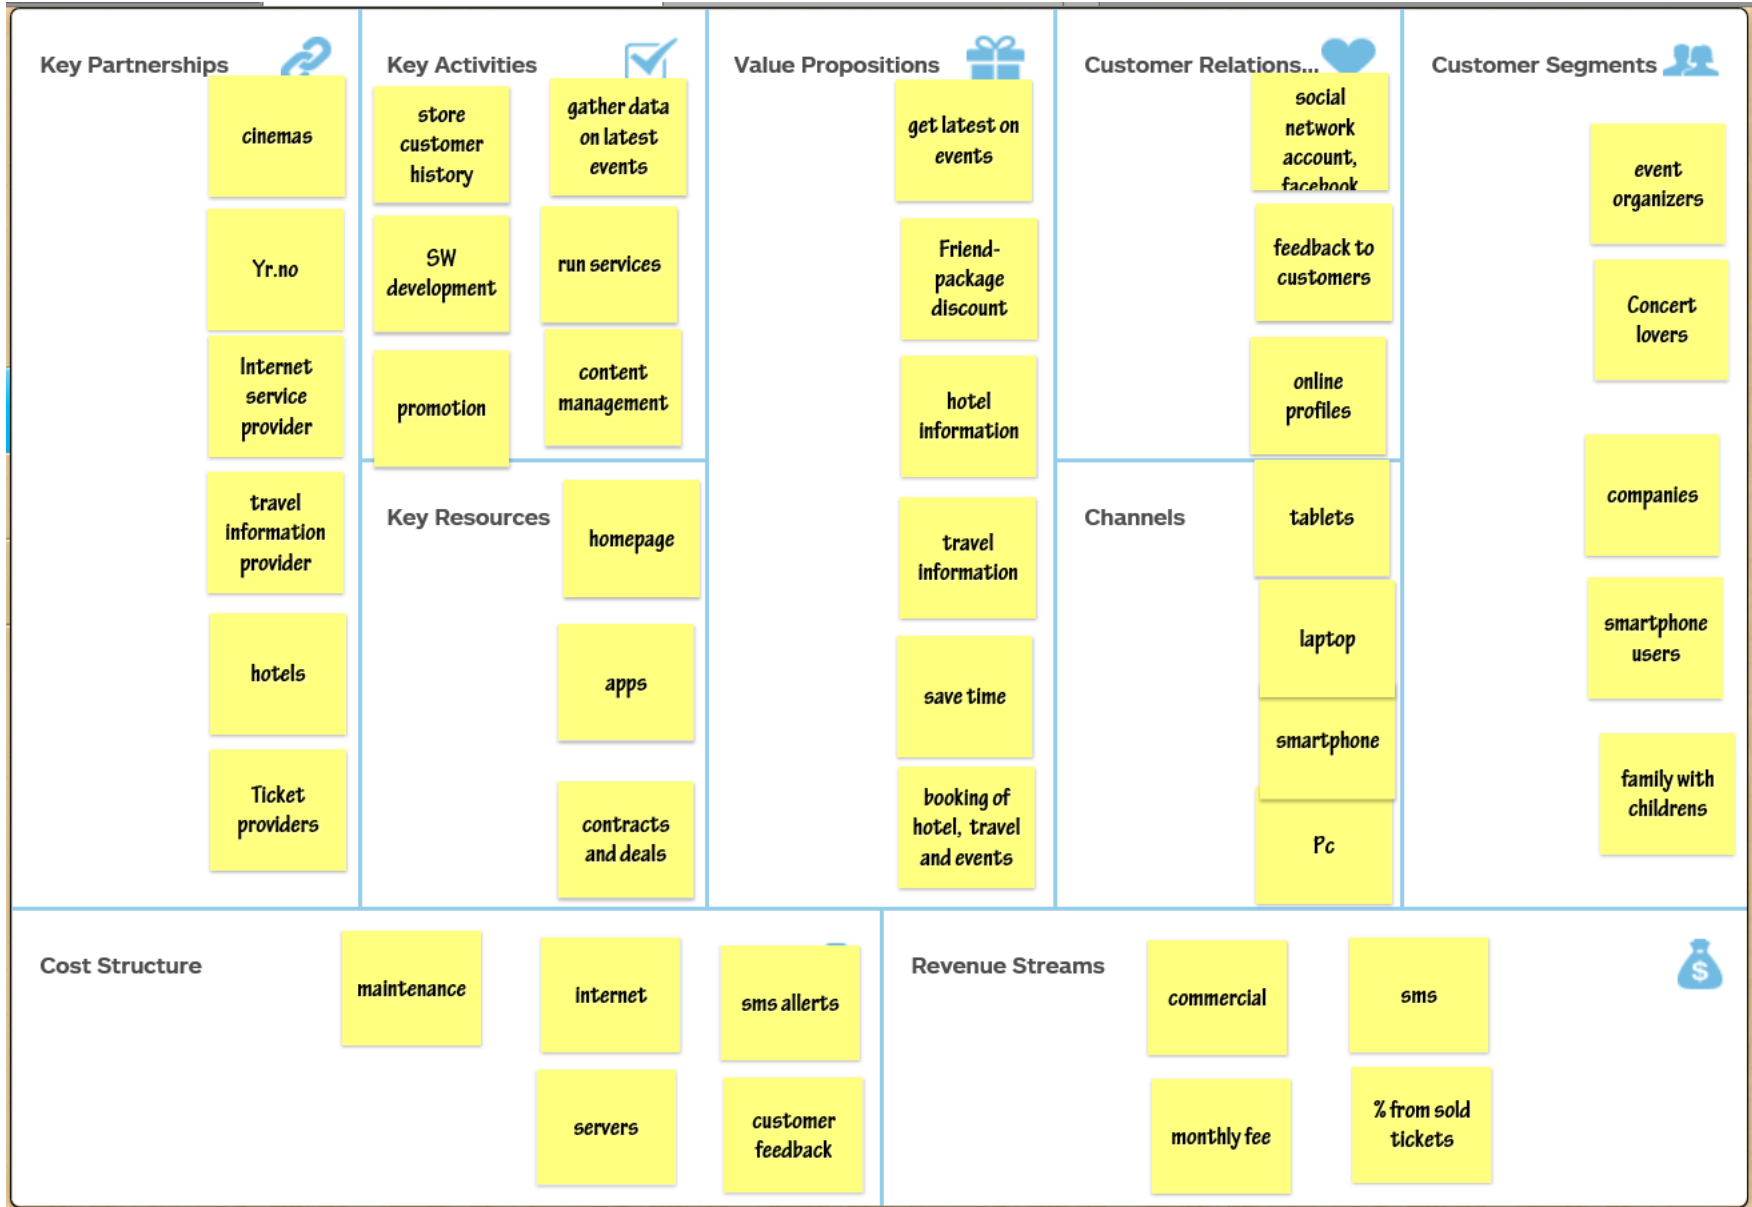 Key Partnerships
cinemas
Yr.no
Internet
service
provider
travel
information
provider
hotels
Ticket
providers
Key Activities
store
customer
history
gather data
on latest
events
SW
development
run services
promotion
content
management
Key Resources
homepage
apps
contracts
and deals
Value Propositions
get latest on
events
Friend-
package
discount
hotel
information
travel
information
save time
booking of
hotel, travel
and events
Customer Relations...
social
network
account,
facebook
feedback to
customers
online
profiles
Channels
tablets
laptop
smartphone
Pc
Customer Segments
event
organizers
Concert
lovers
companies
smartphone
users
family with
childrens
Cost Structure
maintenance
internet
sms allerts
servers
customer
feedback
Revenue Streams
commercial
sms
monthly fee
% from sold
tickets
$